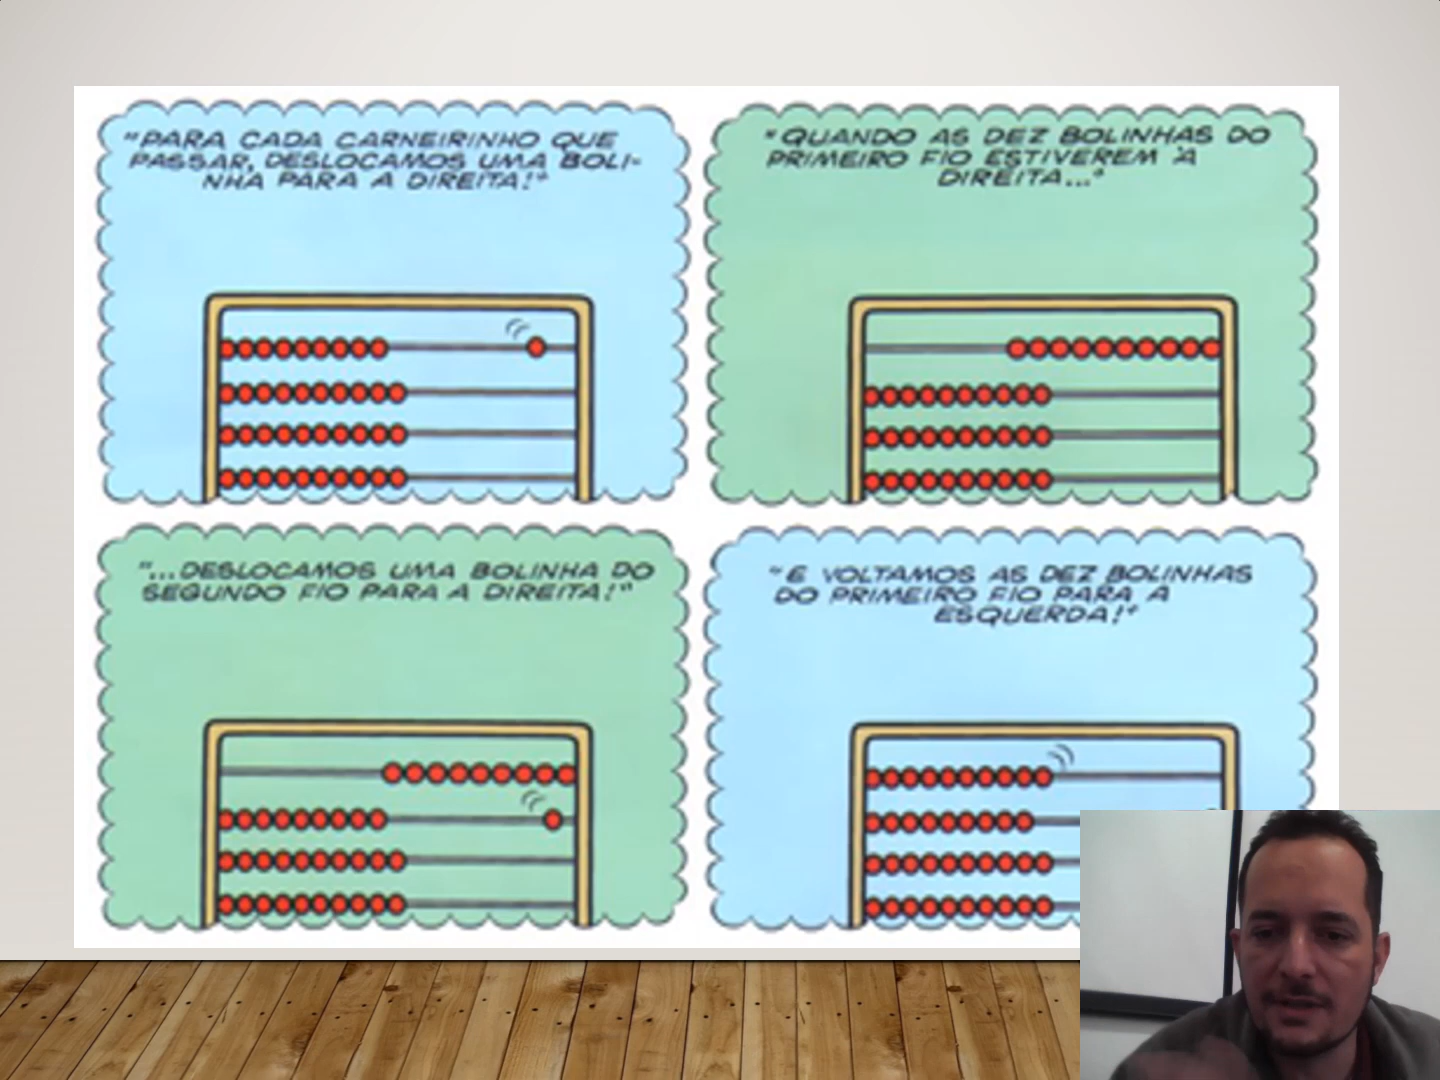 "PARA CADA CARNEIRINHO QUE
PASSAR, DESLOCAMOS UMA BOLI-
NHA PARA A DIREITA!"
"QUANDO AS DEZ BOLINHAS DO
PRIMEIRO FIO ESTIVEREM À
DIREITA..."
"...DESLOCAMOS UMA BOLINHA DO
SEGUNDO FIO PARA A DIREITA!"
"E VOLTAMOS AS DEZ BOLINHAS
DO PRIMEIRO FIO PARA A
ESQUERDA!"